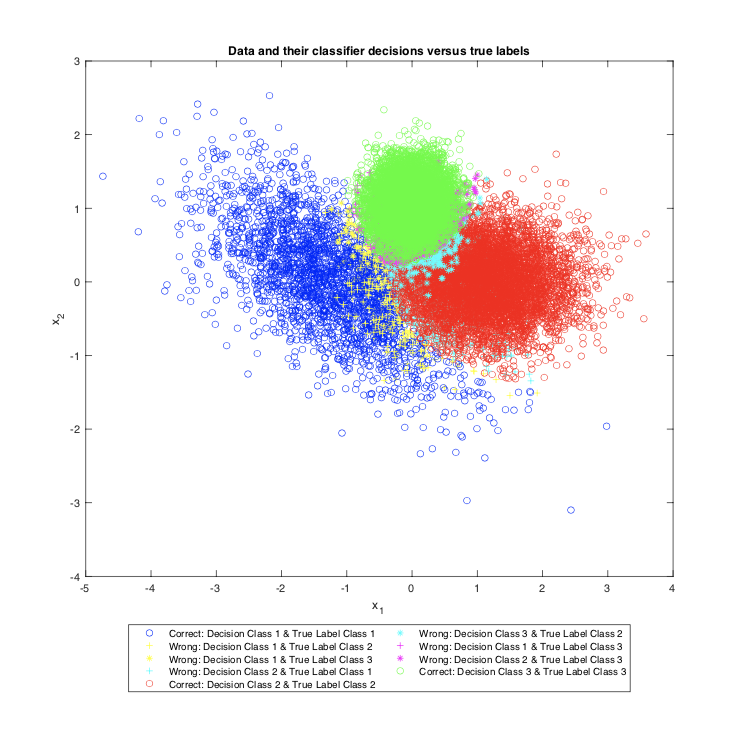 Data and their classifier decisions versus true labels
3
2
1
0
-1
-2
-3
-4
x2
-5 -4 -3 -2 -1 0 1 2 3 4
x1
Correct: Decision Class 1 & True Label Class 1
Wrong: Decision Class 1 & True Label Class 2
Wrong: Decision Class 1 & True Label Class 3
Wrong: Decision Class 2 & True Label Class 1
Correct: Decision Class 2 & True Label Class 2
Wrong: Decision Class 3 & True Label Class 2
Wrong: Decision Class 1 & True Label Class 3
Wrong: Decision Class 2 & True Label Class 3
Correct: Decision Class 3 & True Label Class 3